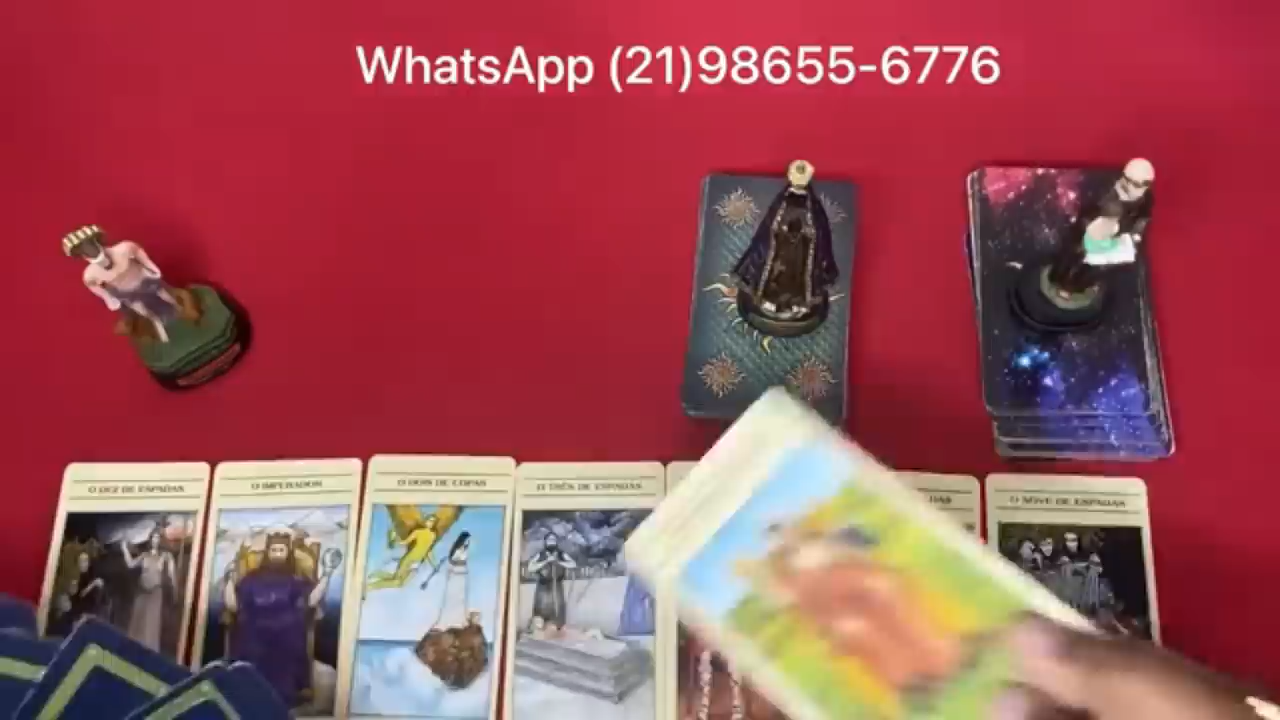 WhatsApp (21)98655-6776
O DEZ DE ESPADAS
O IMPERADOR
O DOIS DE COPAS
O TRÊS DE ESPADAS
O NOVE DE ESPADAS